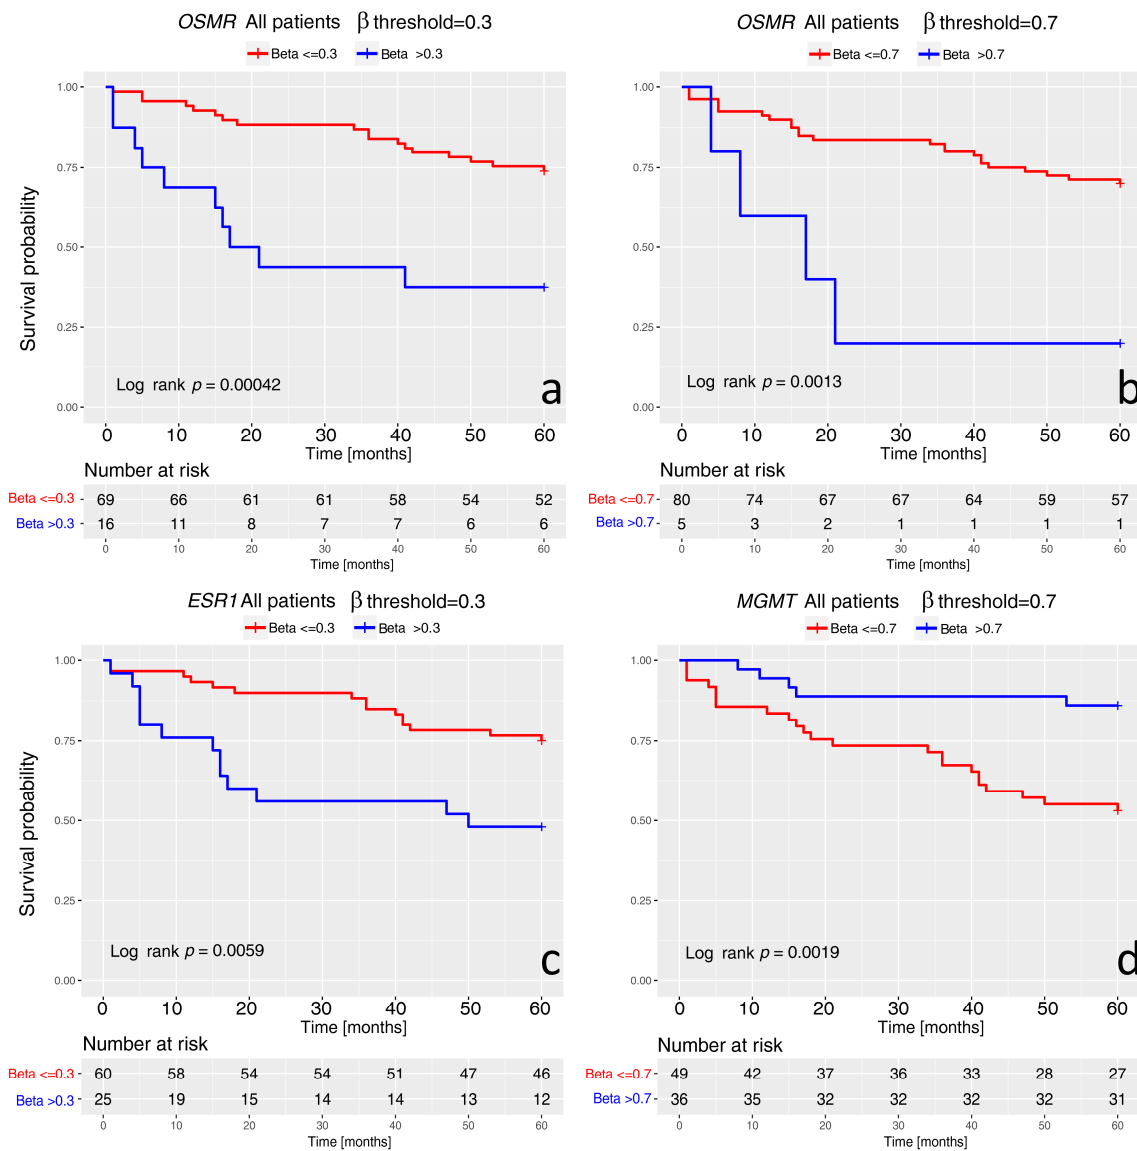 OSMR All patients β threshold=0.3
Beta <=0.3 Beta >0.3
Survival probability
1.00
0.75
0.50
0.25
0.00
Log rank p = 0.00042
a
0 10 20 30 40 50 60
Time [months]
Number at risk
Beta <=0.3 69 66 61 61 58 54 52
Beta >0.3 16 11 8 7 7 6 6
0 10 20 30 40 50 60
Time [months]
OSMR All patients β threshold=0.7
Beta <=0.7 Beta >0.7
1.00
0.75
0.50
0.25
0.00
Log rank p = 0.0013
b
0 10 20 30 40 50 60
Time [months]
Number at risk
Beta <=0.7 80 74 67 67 64 59 57
Beta >0.7 5 3 2 1 1 1 1
0 10 20 30 40 50 60
Time [months]
ESR1 All patients β threshold=0.3
Beta <=0.3 Beta >0.3
Survival probability
1.00
0.75
0.50
0.25
0.00
Log rank p = 0.0059
c
0 10 20 30 40 50 60
Time [months]
Number at risk
Beta <=0.3 60 58 54 54 51 47 46
Beta >0.3 25 19 15 14 14 13 12
0 10 20 30 40 50 60
Time [months]
MGMT All patients β threshold=0.7
Beta <=0.7 Beta >0.7
1.00
0.75
0.50
0.25
0.00
Log rank p = 0.0019
d
0 10 20 30 40 50 60
Time [months]
Number at risk
Beta <=0.7 49 42 37 36 33 28 27
Beta >0.7 36 35 32 32 32 32 31
0 10 20 30 40 50 60
Time [months]